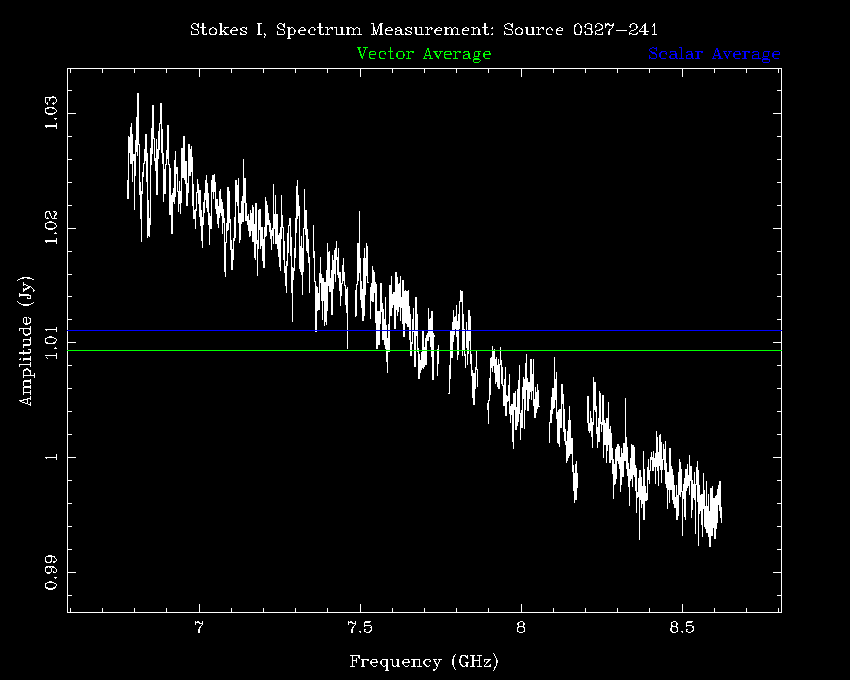 Stokes I, Spectrum Measurement: Source 0327-241
Vector Average Scalar Average
1.03
1.02
1.01
1
0.99
Amplitude (Jy)
7 7.5 8 8.5
Frequency (GHz)